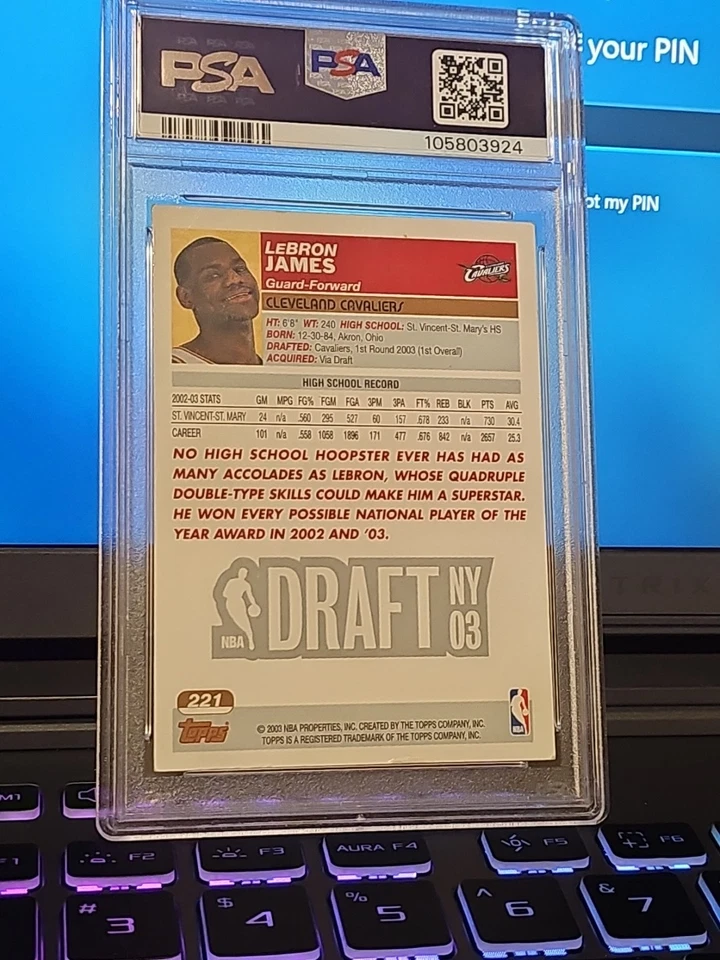 PSA
PSA
105803924
your PIN
ot my PIN
LeBRON
JAMES
Guard-Forward
CAVALIERS
CLEVELAND CAVALIERS
HT: 6'8" WT: 240 HIGH SCHOOL: St. Vincent-St. Mary's HS
BORN: 12-30-84, Akron, Ohio
DRAFTED: Cavaliers, 1st Round 2003 (1st Overall)
ACQUIRED: Via Draft
HIGH SCHOOL RECORD
2002-03 STATS GM MPG FG% FGM FGA 3PM 3PA FT% REB BLK PTS AVG
ST. VINCENT-ST. MARY 24 n/a .560 295 527 60 157 .678 233 n/a 730 30.4
CAREER 101 n/a .558 1058 1896 171 477 .676 842 n/a 2657 25.3
NO HIGH SCHOOL HOOPSTER EVER HAS HAD AS
MANY ACCOLADES AS LEBRON, WHOSE QUADRUPLE
DOUBLE-TYPE SKILLS COULD MAKE HIM A SUPERSTAR.
HE WON EVERY POSSIBLE NATIONAL PLAYER OF THE
YEAR AWARD IN 2002 AND '03.
NBA DRAFT NY
03
221
Topps
© 2003 NBA PROPERTIES, INC. CREATED BY THE TOPPS COMPANY, INC.
TOPPS IS A REGISTERED TRADEMARK OF THE TOPPS COMPANY, INC.
NBA
F2 F3 AURA F4 F5 F6
# 3 $ 4 % 5 ^ 6 & 7